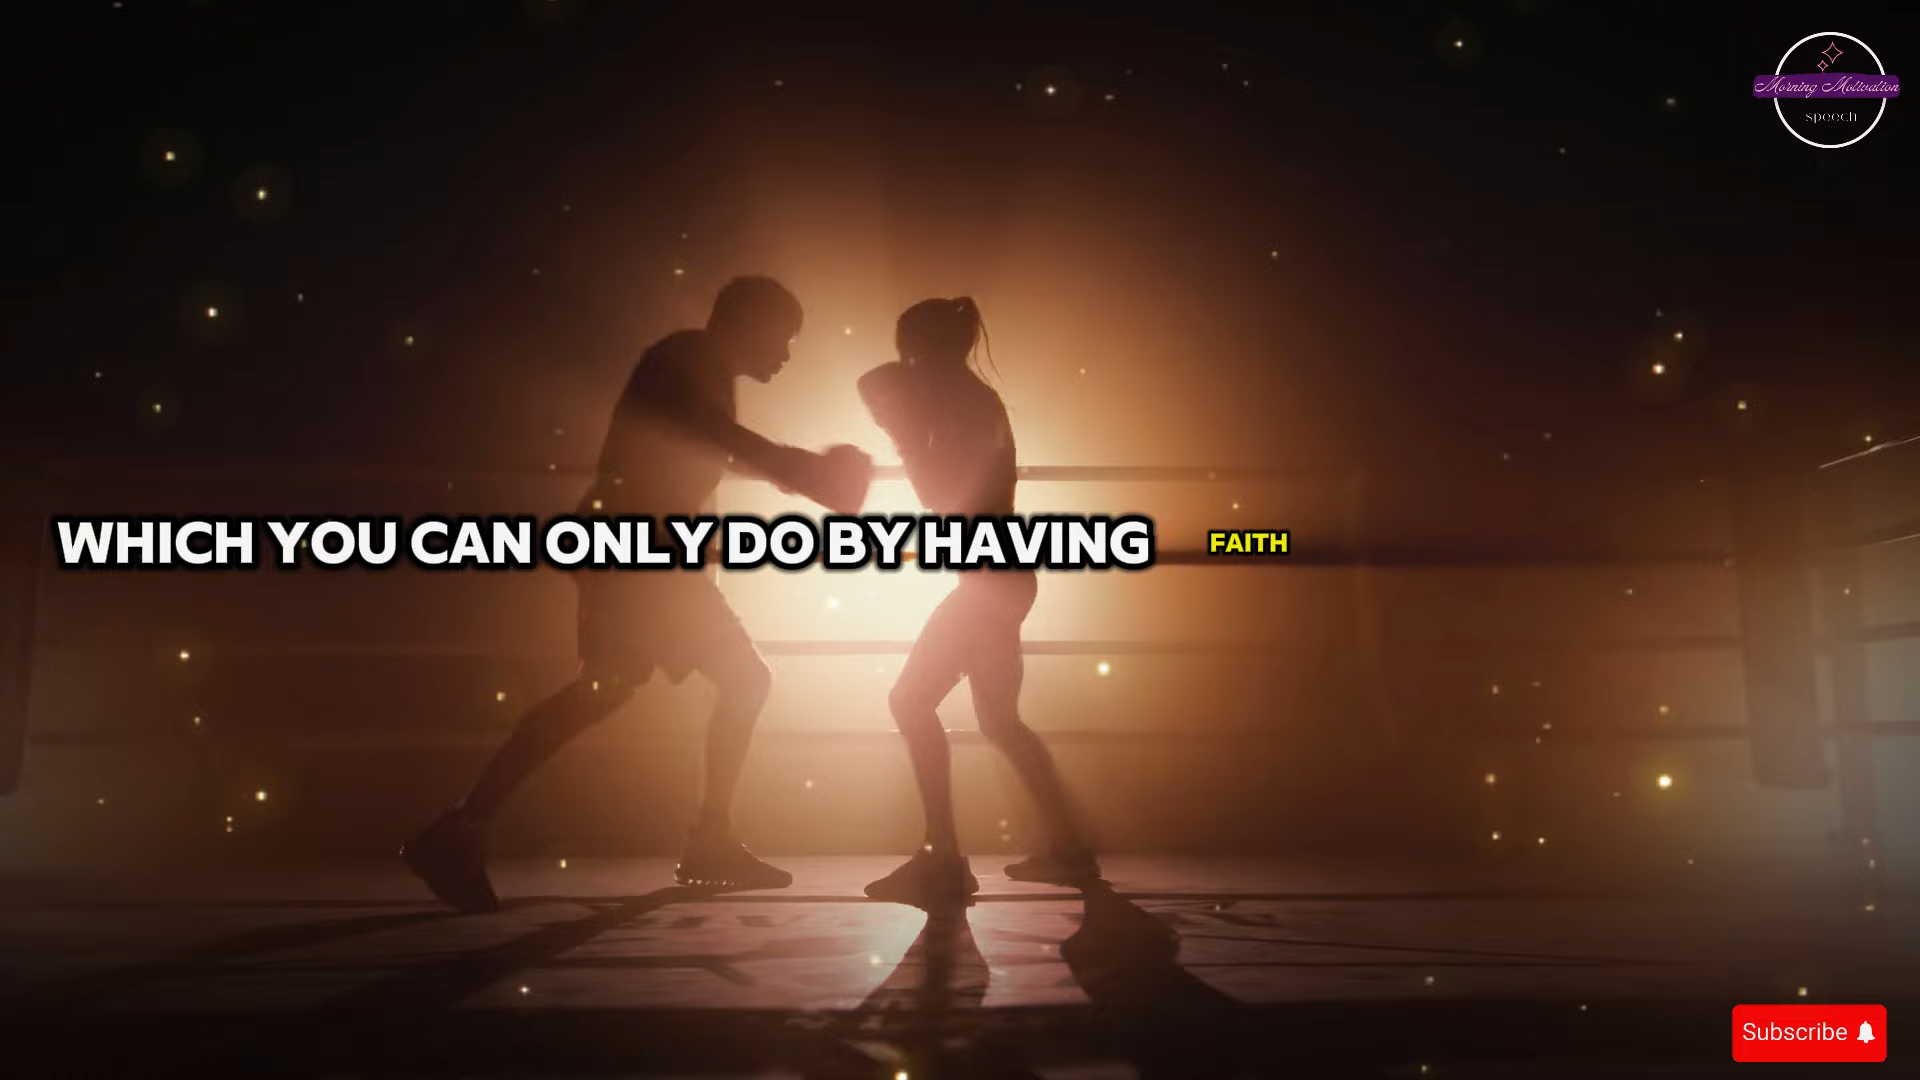 Morning Motivation
speech
WHICH YOU CAN ONLY DO BY HAVING FAITH
Subscribe